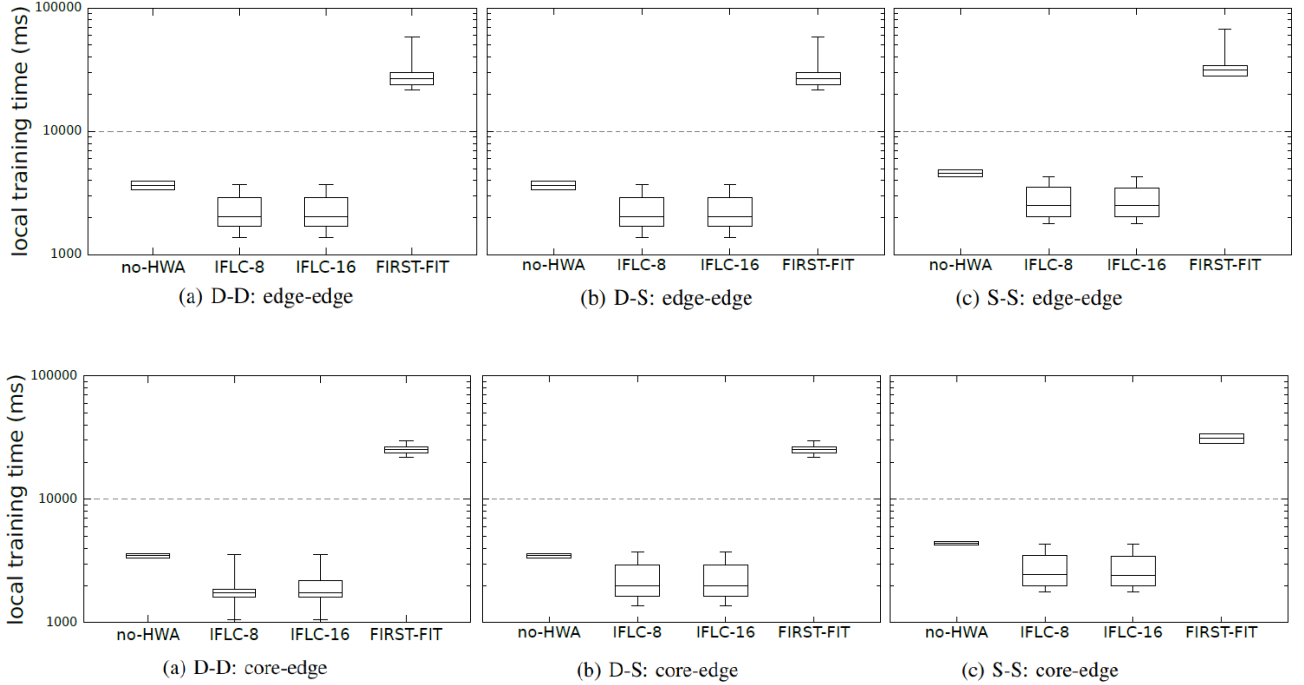 local training time (ms)
100000
10000
1000
no-HWA IFLC-8 IFLC-16 FIRST-FIT
no-HWA IFLC-8 IFLC-16 FIRST-FIT
no-HWA IFLC-8 IFLC-16 FIRST-FIT
(a) D-D: edge-edge
(b) D-S: edge-edge
(c) S-S: edge-edge
local training time (ms)
100000
10000
1000
no-HWA IFLC-8 IFLC-16 FIRST-FIT
no-HWA IFLC-8 IFLC-16 FIRST-FIT
no-HWA IFLC-8 IFLC-16 FIRST-FIT
(a) D-D: core-edge
(b) D-S: core-edge
(c) S-S: core-edge